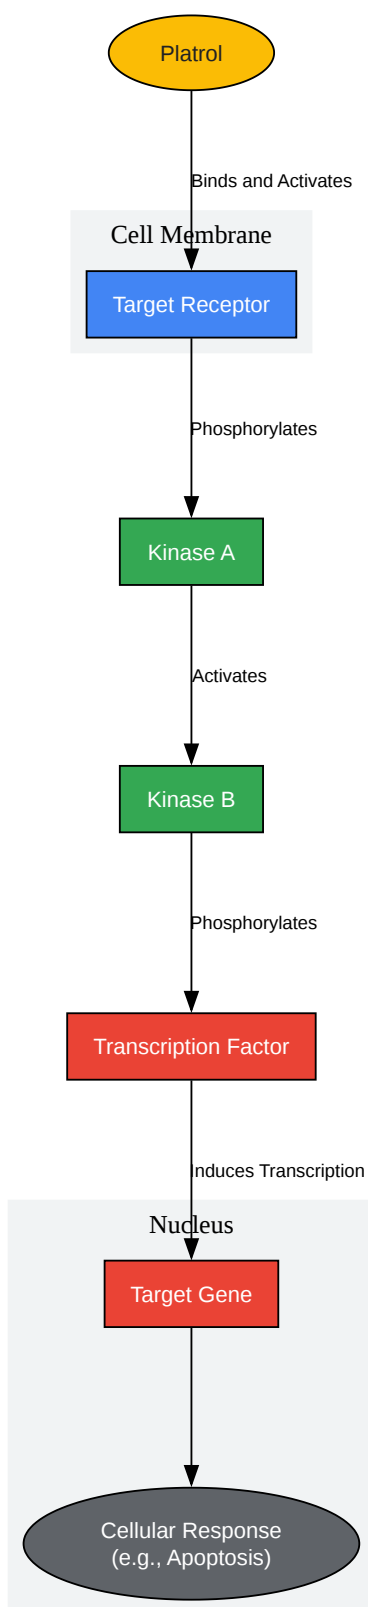 Platrol
Binds and Activates
Cell Membrane
Target Receptor
Phosphorylates
Kinase A
Activates
Kinase B
Phosphorylates
Transcription Factor
Induces Transcription
Nucleus
Target Gene
Cellular Response
(e.g., Apoptosis)